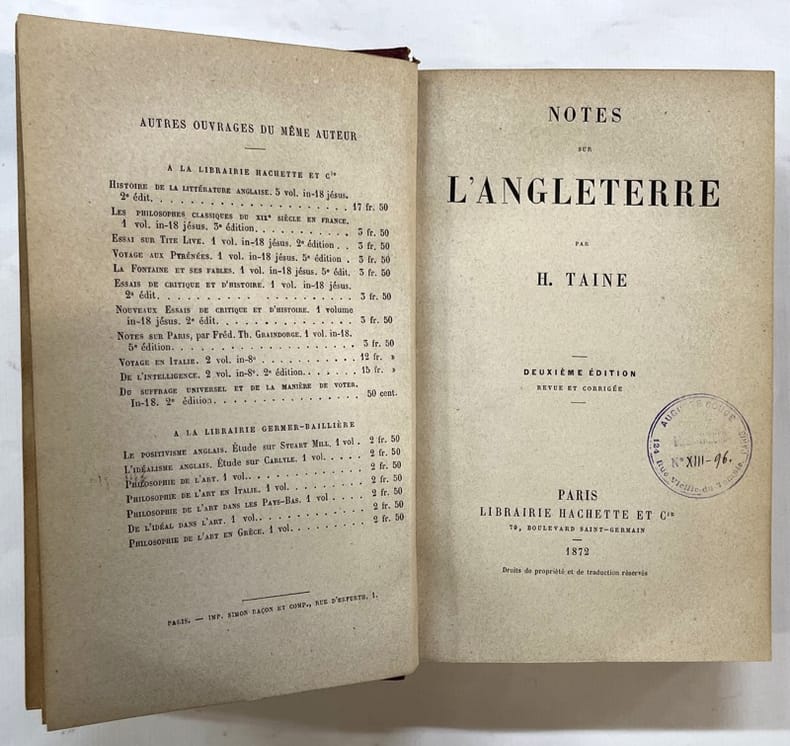 AUTRES OUVRAGES DU MÊME AUTEUR
A LA LIBRAIRIE HACHETTE ET Cie
Histoire de la littérature anglaise. 5 vol. in-18 jésus.
2e édit. . . . . . . . . . . . . . . . . . . . 17 fr. 50
Les philosophes classiques du XIXe siècle en France.
1 vol. in-18 jésus. 3e édition. . . . . . . . . . . 3 fr. 50
Essai sur Tite Live. 1 vol. in-18 jésus. 2e édition . . 3 fr. 50
Voyage aux Pyrénées. 1 vol. in-18 jésus. 5e édition . 3 fr. 50
La Fontaine et ses fables. 1 vol. in-18 jésus. 5e édit. 3 fr. 50
Essais de critique et d'histoire. 1 vol. in-18 jésus.
2e édit. . . . . . . . . . . . . . . . . . . . 3 fr. 50
Nouveaux Essais de critique et d'histoire. 1 volume
in-18 jésus. 2e édit. . . . . . . . . . . . . . . 3 fr. 50
Notes sur Paris, par Fréd. Th. Graindorge. 1 vol. in-18.
5e édition. . . . . . . . . . . . . . . . . . . 3 fr. 50
Voyage en Italie. 2 vol. in-8o . . . . . . . . . . . 12 fr. »
De l'intelligence. 2 vol. in-8o. 2e édition. . . . . . . 15 fr. »
Du suffrage universel et de la manière de voter.
In-18. 2e édition. . . . . . . . . . . . . . . . 50 cent.
A LA LIBRAIRIE GERMER-BAILLIÈRE
Le positivisme anglais. Étude sur Stuart Mill. 1 vol . 2 fr. 50
L'idéalisme anglais. Étude sur Carlyle. 1 vol. . . . . 2 fr. 50
Philosophie de l'art. 1 vol. . . . . . . . . . . . . 2 fr. 50
Philosophie de l'art en Italie. 1 vol. . . . . . . . . 2 fr. 50
Philosophie de l'art dans les Pays-Bas. 1 vol . . . . 2 fr. 50
De l'idéal dans l'art. 1 vol. . . . . . . . . . . . . 2 fr. 50
Philosophie de l'art en Grèce. 1 vol. . . . . . . . . 2 fr. 50
PARIS. — IMP. SIMON RAÇON ET COMP., RUE D'ERFURTH, 1.
NOTES
SUR
L'ANGLETERRE
PAR
H. TAINE
DEUXIÈME ÉDITION
REVUE ET CORRIGÉE
No XIII-96.
124 Rue Vieille-du-Temple
PARIS
LIBRAIRIE HACHETTE ET Cie
79, BOULEVARD SAINT-GERMAIN
1872
Droits de propriété et de traduction réservés